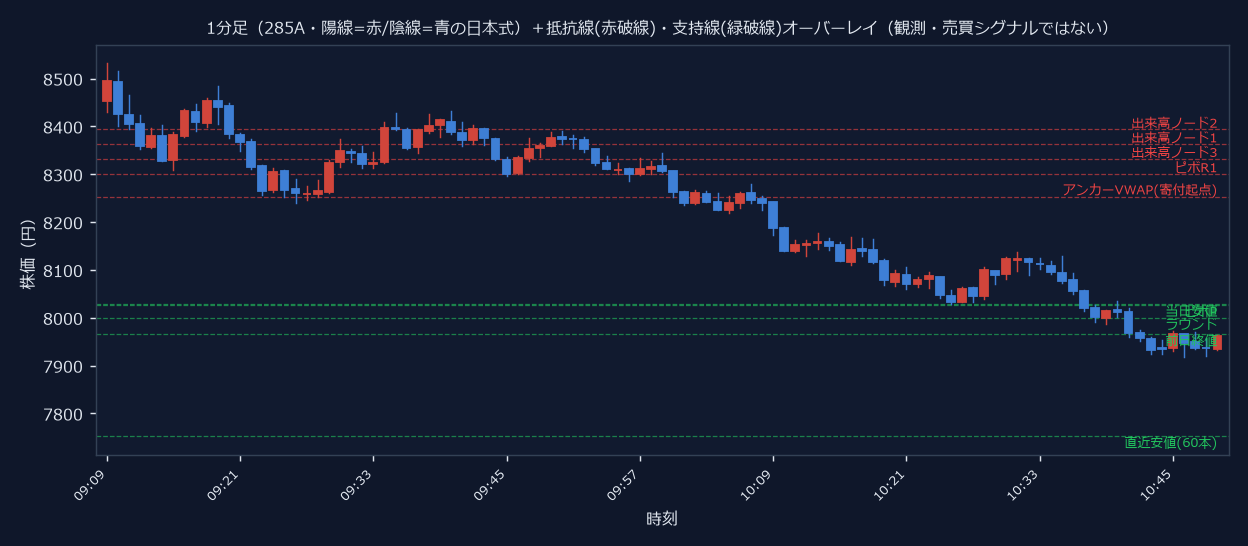 1分足（285A・陽線=赤/陰線=青の日本式）＋抵抗線(赤破線)・支持線(緑破線)オーバーレイ（観測・売買シグナルではない）
8500
8400
8300
8200
8100
8000
7900
7800
株価（円）
出来高ノード2
出来高ノード1
出来高ノード3
ピボR1
アンカーVWAP(寄付起点)
当日安値
ラウンド
直近安値(60本)
09:09
09:21
09:33
09:45
09:57
10:09
10:21
10:33
10:45
時刻